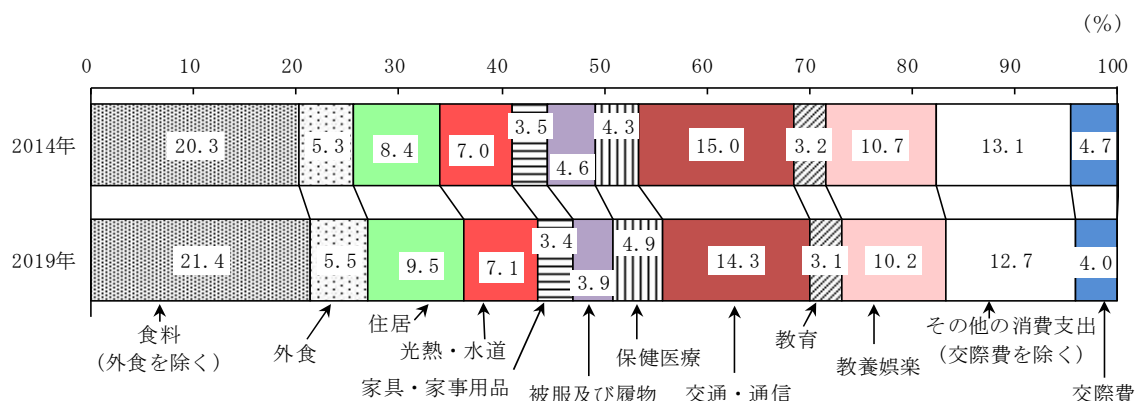 (%)
0 10 20 30 40 50 60 70 80 90 100
2014年 20.3 5.3 8.4 7.0 3.5 4.6 4.3 15.0 3.2 10.7 13.1 4.7
2019年 21.4 5.5 9.5 7.1 3.4 3.9 4.9 14.3 3.1 10.2 12.7 4.0
食料
(外食を除く)
外食
住居
光熱・水道
家具・家事用品
被服及び履物
保健医療
交通・通信
教育
教養娯楽
その他の消費支出
(交際費を除く)
交際費